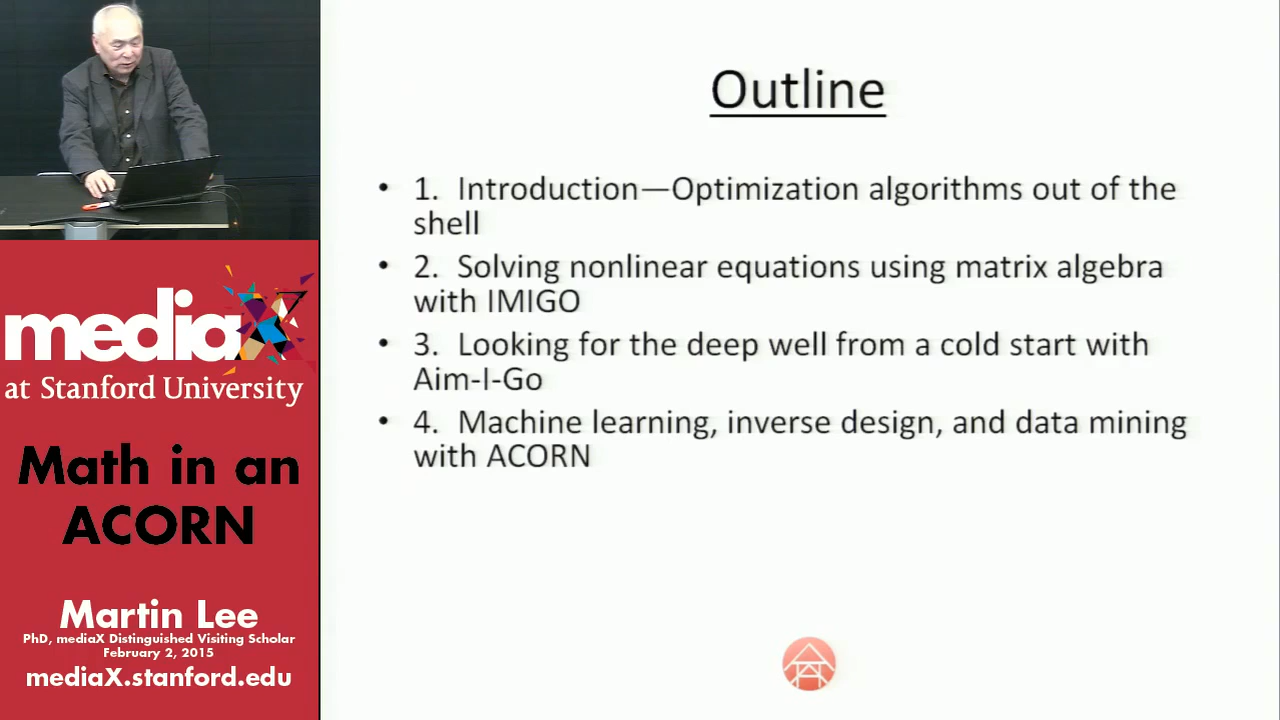 mediaX
at Stanford University
Math in an
ACORN
Martin Lee
PhD, mediaX Distinguished Visiting Scholar
February 2, 2015
mediaX.stanford.edu
Outline
• 1. Introduction—Optimization algorithms out of the
shell
• 2. Solving nonlinear equations using matrix algebra
with IMIGO
• 3. Looking for the deep well from a cold start with
Aim-I-Go
• 4. Machine learning, inverse design, and data mining
with ACORN